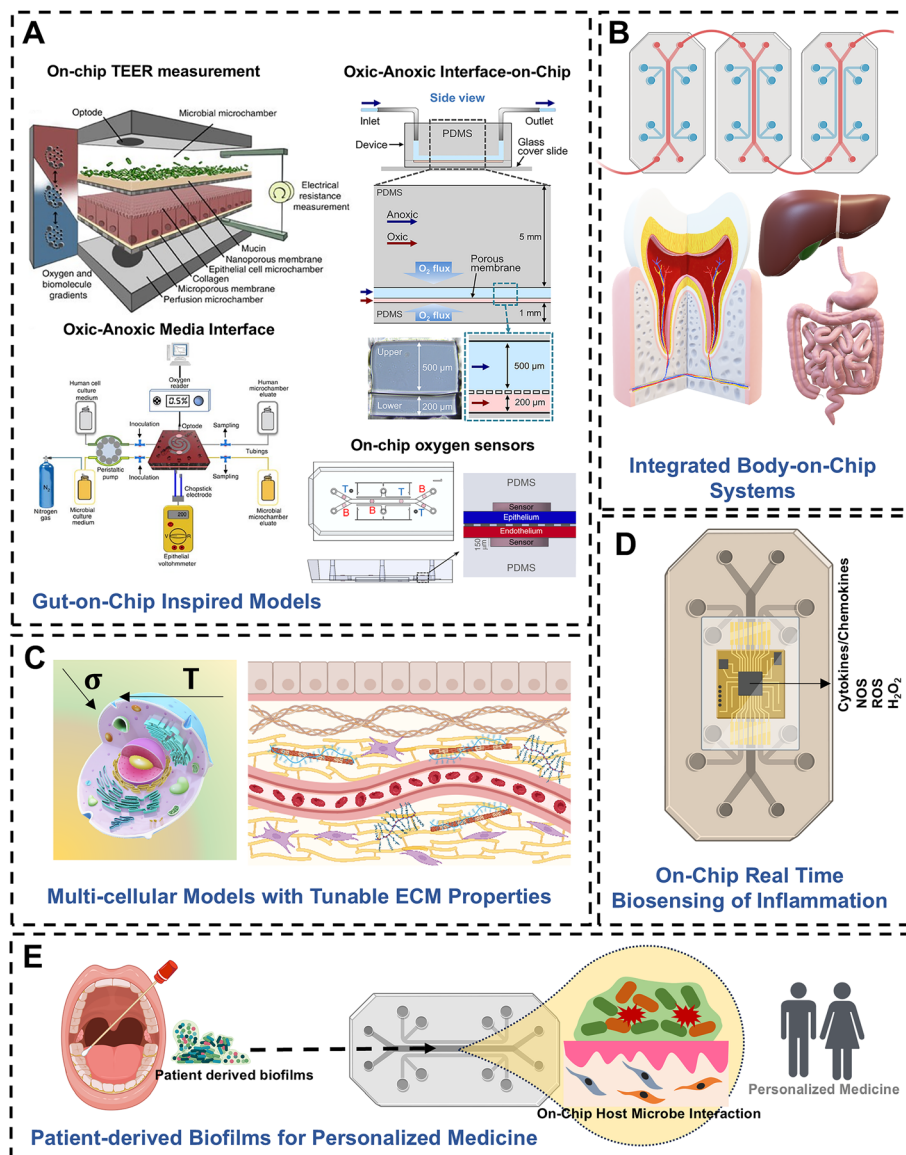 A
On-chip TEER measurement
Optode
Microbial microchamber
Electrical
resistance
measurement
Mucin
Nanoporous membrane
Epithelial cell microchamber
Collagen
Microporous membrane
Perfusion microchamber
Oxygen and
biomolecule
gradients
Oxic-Anoxic Interface-on-Chip
Side view
Inlet
Outlet
PDMS
Device
Glass
cover slide
PDMS
Anoxic
Oxic
5 mm
O₂ flux
Porous
membrane
PDMS
O₂ flux
1 mm
Upper
500 μm
Lower
200 μm
500 μm
200 μm
Oxic-Anoxic Media Interface
Oxygen
reader
0.5%
Human cell
culture
medium
Human
microchamber
eluate
Inoculation
Optode
Sampling
Peristaltic
pump
Tubings
Inoculation
Sampling
N₂
Nitrogen
gas
Microbial
culture
medium
Chopstick
electrode
Microbial
microchamber
eluate
200
V
R
Epithelial
voltohmmeter
On-chip oxygen sensors
T
T
B
B
B
T
PDMS
Sensor
Epithelium
Endothelium
Sensor
150
μm
PDMS
Gut-on-Chip Inspired Models
B
Integrated Body-on-Chip
Systems
C
σ
T
Multi-cellular Models with Tunable ECM Properties
D
Cytokines/Chemokines
NOS
ROS
H₂O₂
On-Chip Real Time
Biosensing of Inflammation
E
Patient derived biofilms
On-Chip Host Microbe Interaction
Personalized Medicine
Patient-derived Biofilms for Personalized Medicine